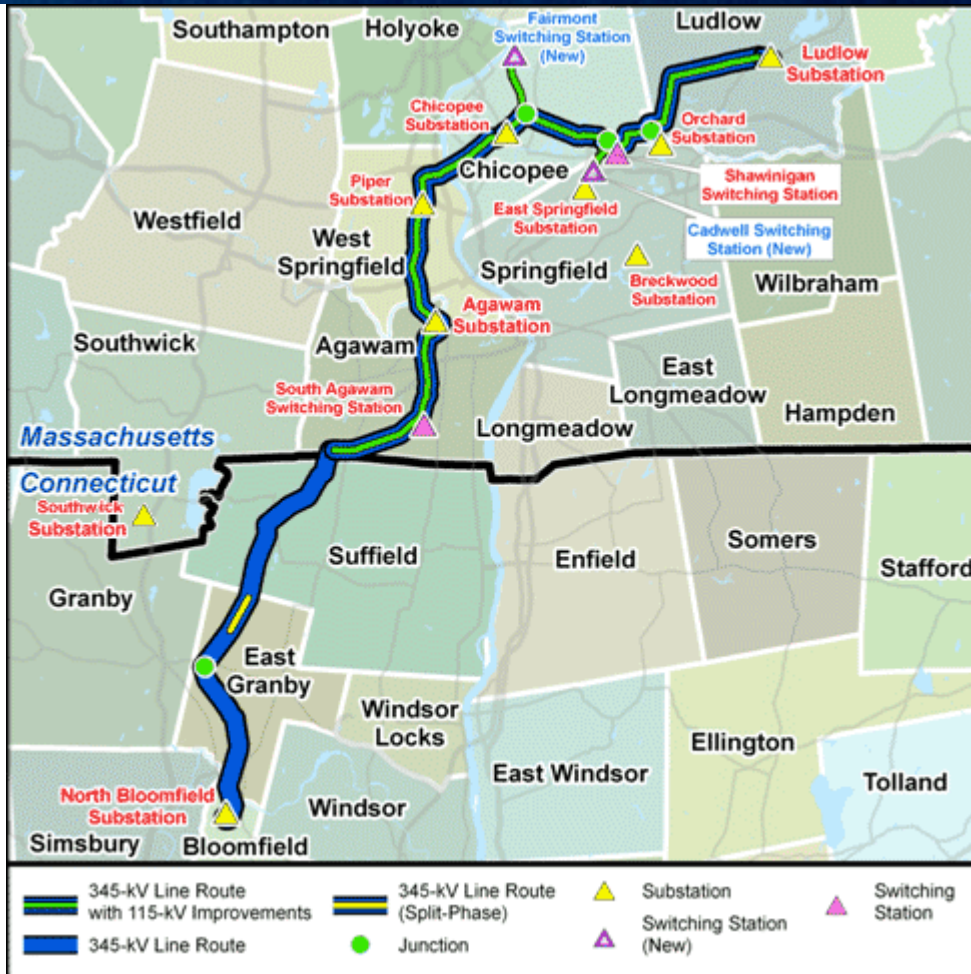 Southampton
Holyoke
Fairmont
Switching Station
(New)
Ludlow
Ludlow
Substation
Chicopee
Substation
Orchard
Substation
Chicopee
Shawinigan
Switching Station
Piper
Substation
East Springfield
Substation
Cadwell Switching
Station (New)
Westfield
West
Springfield
Springfield
Breckwood
Substation
Wilbraham
Agawam
Substation
Southwick
Agawam
East
Longmeadow
South Agawam
Switching Station
Longmeadow
Hampden
Massachusetts
Connecticut
Southwick
Substation
Suffield
Enfield
Somers
Stafford
Granby
East
Granby
Windsor
Locks
Ellington
East Windsor
Tolland
North Bloomfield
Substation
Windsor
Simsbury
Bloomfield
345-kV Line Route
with 115-kV Improvements
345-kV Line Route
345-kV Line Route
(Split-Phase)
Junction
Substation
Switching Station
(New)
Switching
Station